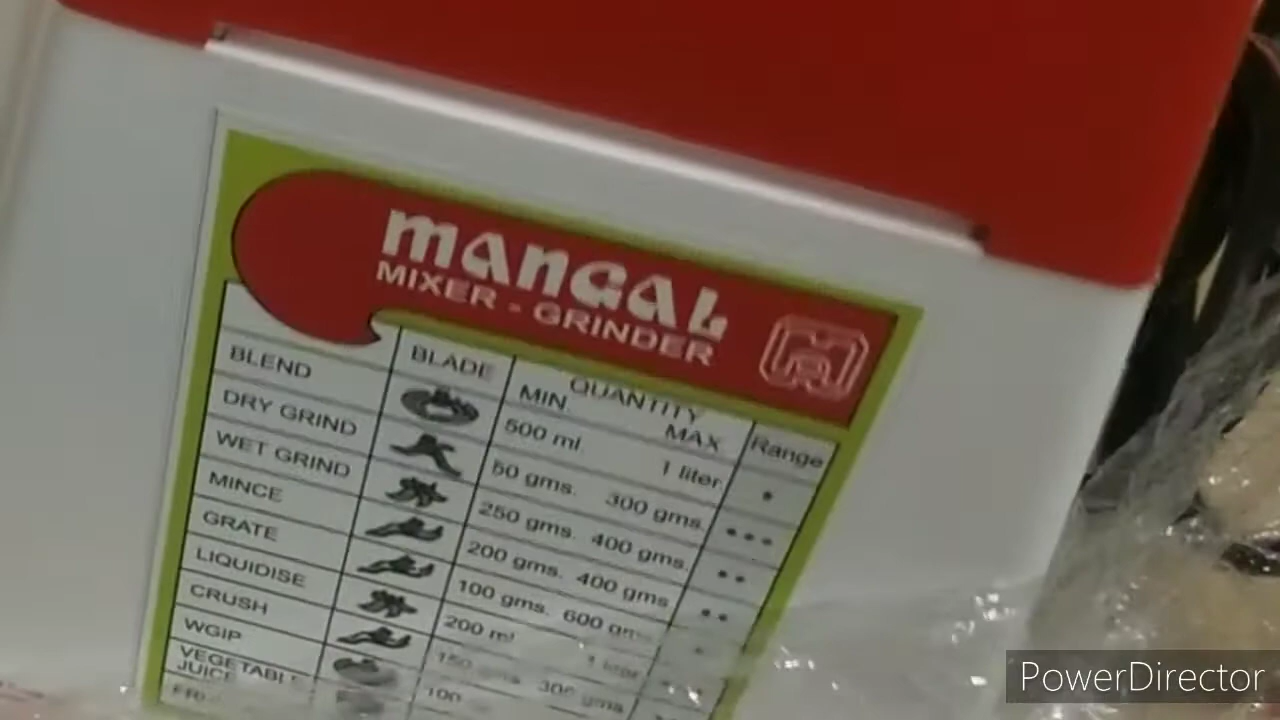 mangal
MIXER - GRINDER
BLADE QUANTITY Range
MIN. MAX
BLEND 500 ml. 1 liter •
DRY GRIND 50 gms. 300 gms. •••
WET GRIND 250 gms. 400 gms. ••
MINCE 200 gms. 400 gms ••
GRATE 100 gms. 600 •
LIQUIDISE 200 ml 1 liter
CRUSH 150 gms.
WGIP 100
VEGETABLE
JUICE
PowerDirector